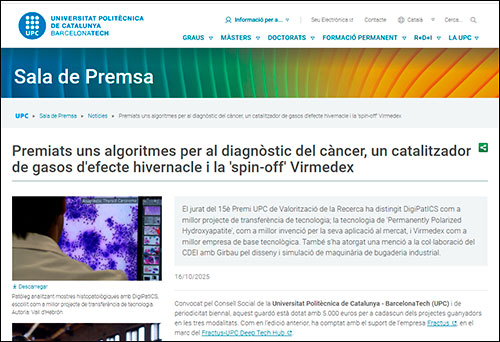 UNIVERSITAT POLITÈCNICA
DE CATALUNYA
BARCELONATECH
UPC
Informació per a...
Seu Electrònica
Contacte
Català
Cerca...
GRAUS
MÀSTERS
DOCTORATS
FORMACIÓ PERMANENT
R+D+I
LA UPC
Sala de Premsa
UPC
Sala de Premsa
Notícies
Premiats uns algoritmes per al diagnòstic del càncer, un catalitzador de gasos d'efecte hivernacle i la 'spin-off' Virmedex
Premiats uns algoritmes per al diagnòstic del càncer, un catalitzador
de gasos d'efecte hivernacle i la 'spin-off' Virmedex
Descarregar
Patòleg analitzant mostres histopatològiques amb DigiPatICS,
escollit com a millor projecte de transferència de tecnologia.
Autoria: Vall d'Hebrón
El jurat del 15è Premi UPC de Valorització de la Recerca ha distingit DigiPatICS com a
millor projecte de transferència de tecnologia; la tecnologia de 'Permanently Polarized
Hydroxyapatite', com a millor invenció per la seva aplicació al mercat, i Virmedex com a
millor empresa de base tecnològica. També s'ha atorgat una menció a la col·laboració del
CDEI amb Girbau pel disseny i simulació de maquinària de bugaderia industrial.
16/10/2025
Convocat pel Consell Social de la Universitat Politècnica de Catalunya - BarcelonaTech (UPC) i
de periodicitat biennal, aquest guardó està dotat amb 5.000 euros per a cadascun dels projectes guanyadors
en les tres modalitats. Com en l'edició anterior, ha comptat amb el suport de l'empresa Fractus, en el
marc del Fractus-UPC Deep Tech Hub.